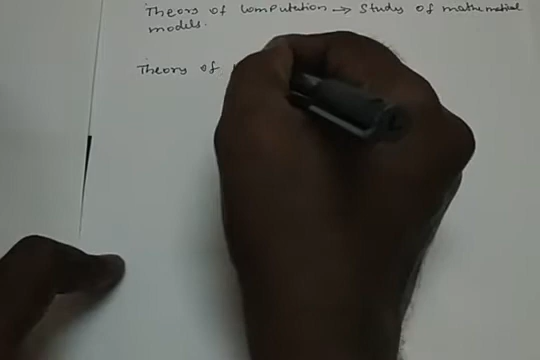 Theory of Computation → Study of mathematical
models.
Theory of